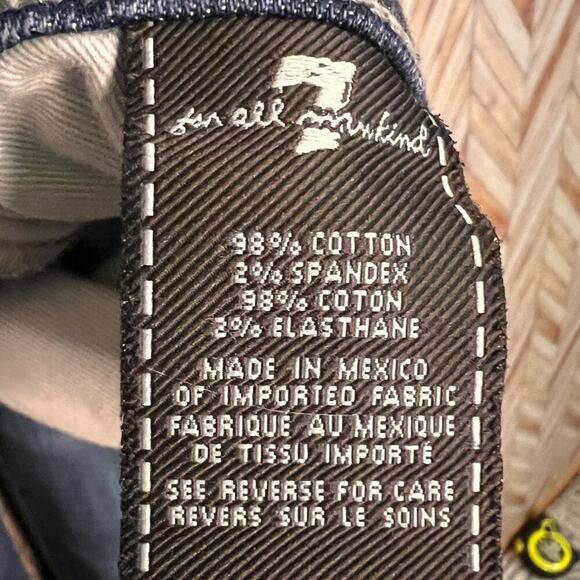 7
for all mankind
98% COTTON
2% SPANDEX
98% COTON
2% ELASTHANE
MADE IN MEXICO
OF IMPORTED FABRIC
FABRIQUÉ AU MEXIQUE
DE TISSU IMPORTÉ
SEE REVERSE FOR CARE
REVERS SUR LE SOINS